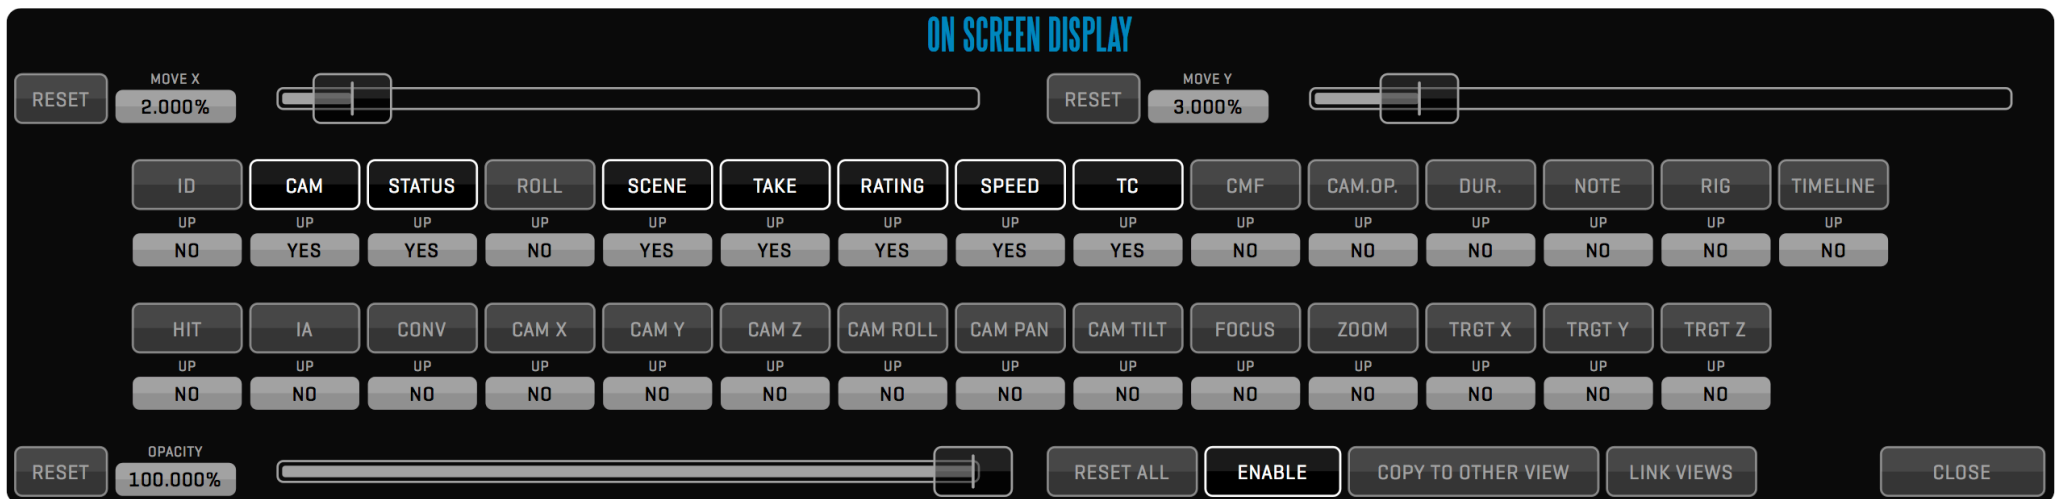 ON SCREEN DISPLAY
MOVE X MOVE Y
RESET 2.000% RESET 3.000%
ID CAM STATUS ROLL SCENE TAKE RATING SPEED TC CMF CAM.OP. DUR. NOTE RIG TIMELINE
UP UP UP UP UP UP UP UP UP UP UP UP UP UP UP
NO YES YES NO YES YES YES YES YES NO NO NO NO NO NO
HIT IA CONV CAM X CAM Y CAM Z CAM ROLL CAM PAN CAM TILT FOCUS ZOOM TRGT X TRGT Y TRGT Z
UP UP UP UP UP UP UP UP UP UP UP UP UP UP
NO NO NO NO NO NO NO NO NO NO NO NO NO NO
OPACITY
RESET 100.000% RESET ALL ENABLE COPY TO OTHER VIEW LINK VIEWS CLOSE